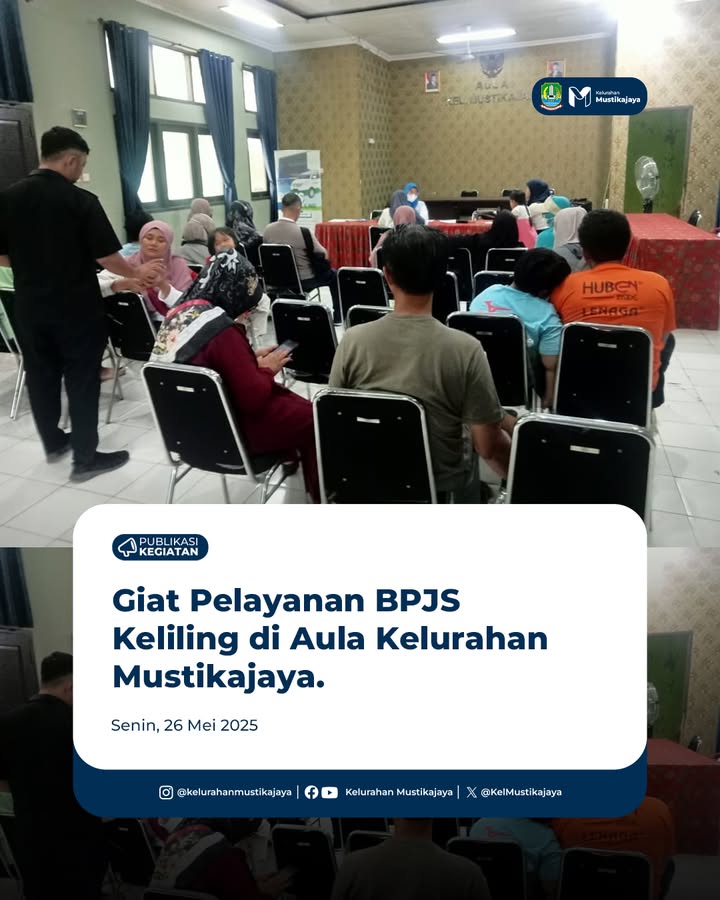 AULA
KEL. MUSTIKAJAYA
Kelurahan
Mustikajaya
HUBEN
LENAGA
PUBLIKASI
KEGIATAN
Giat Pelayanan BPJS
Keliling di Aula Kelurahan
Mustikajaya.
Senin, 26 Mei 2025
@kelurahanmustikajaya | Kelurahan Mustikajaya | @KelMustikajaya